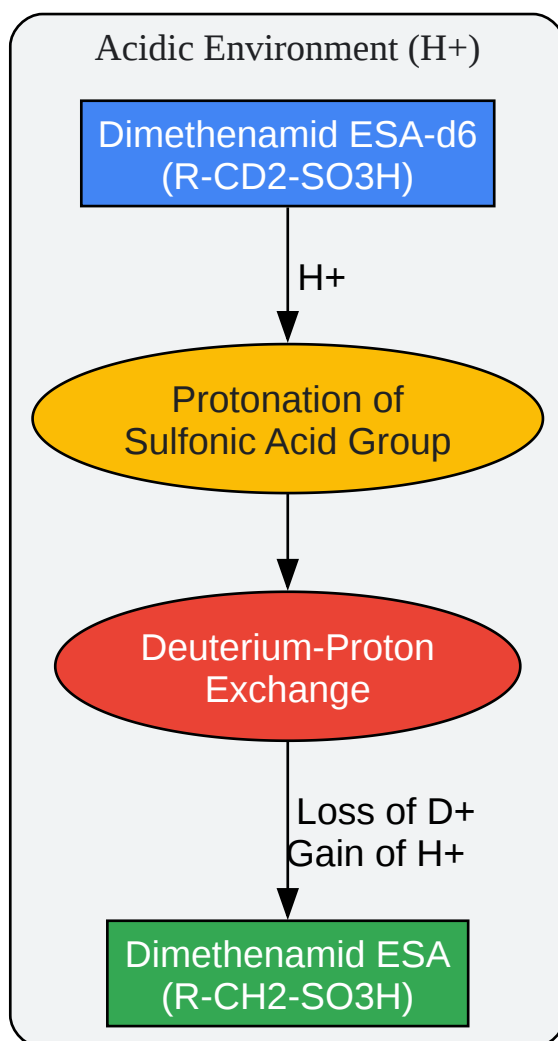 Acidic Environment (H+)
Dimethenamid ESA-d6
(R-CD2-SO3H)
H+
Protonation of
Sulfonic Acid Group
Deuterium-Proton
Exchange
Loss of D+
Gain of H+
Dimethenamid ESA
(R-CH2-SO3H)